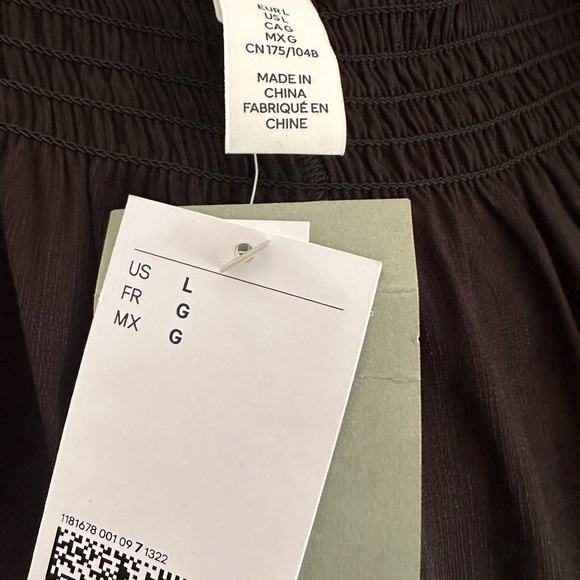 EUR L
US L
CA G
MX G
CN 175/104B
MADE IN
CHINA
FABRIQUÉ EN
CHINE
US L
FR G
MX G
1181678 001 09 7 1322